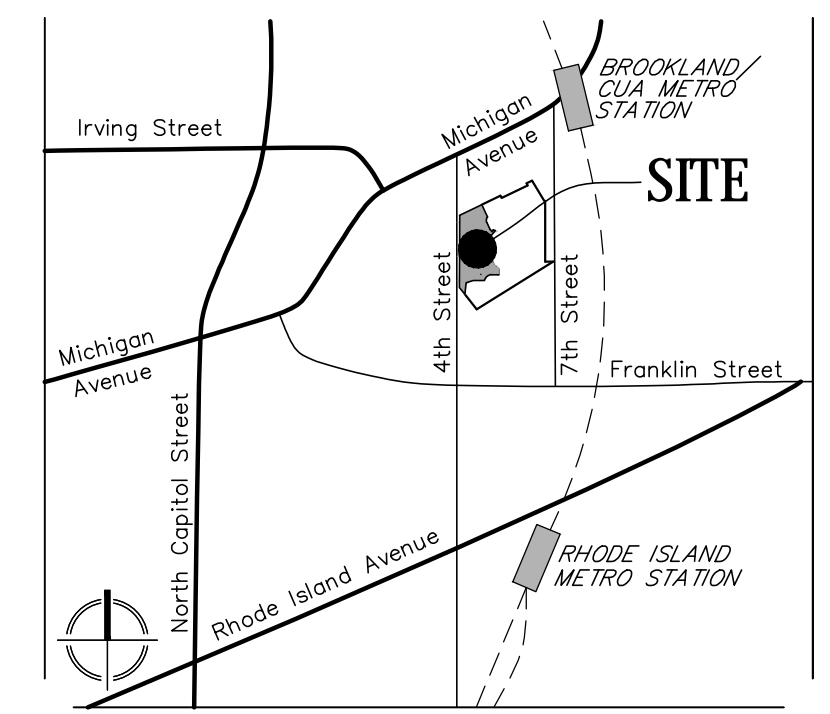 BROOKLAND/
CUA METRO
STATION
Irving Street
Michigan
Avenue
SITE
4th Street
7th Street
Michigan
Avenue
Franklin Street
North Capitol Street
Rhode Island Avenue
RHODE ISLAND
METRO STATION